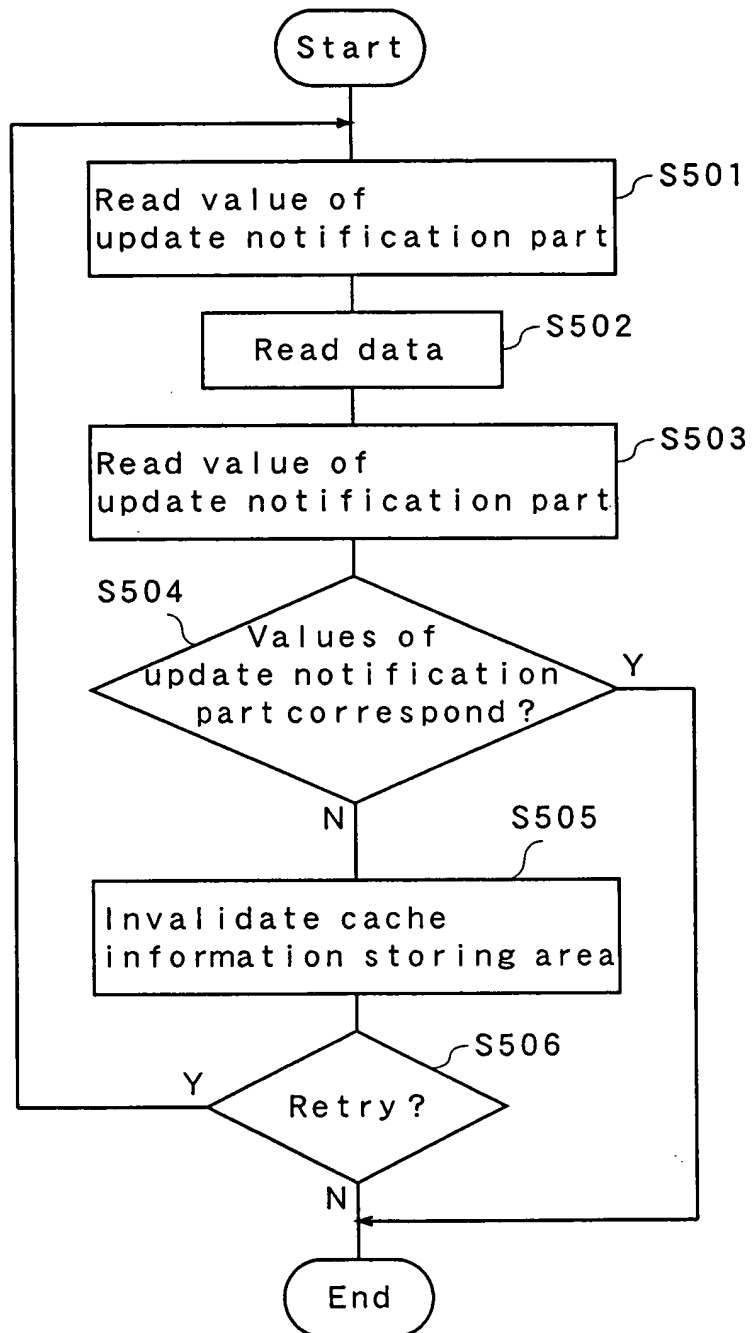 Start
S501
Read value of
update notification part
S502
Read data
S503
Read value of
update notification part
S504
Values of
update notification
part correspond?
Y
N
S505
Invalidate cache
information storing area
S506
Y
Retry?
N
End